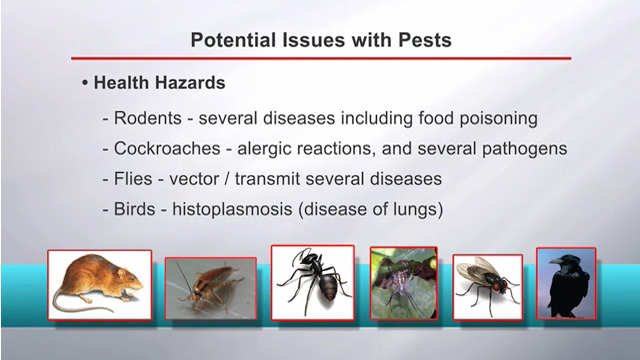 Potential Issues with Pests
• Health Hazards
- Rodents - several diseases including food poisoning
- Cockroaches - alergic reactions, and several pathogens
- Flies - vector / transmit several diseases
- Birds - histoplasmosis (disease of lungs)